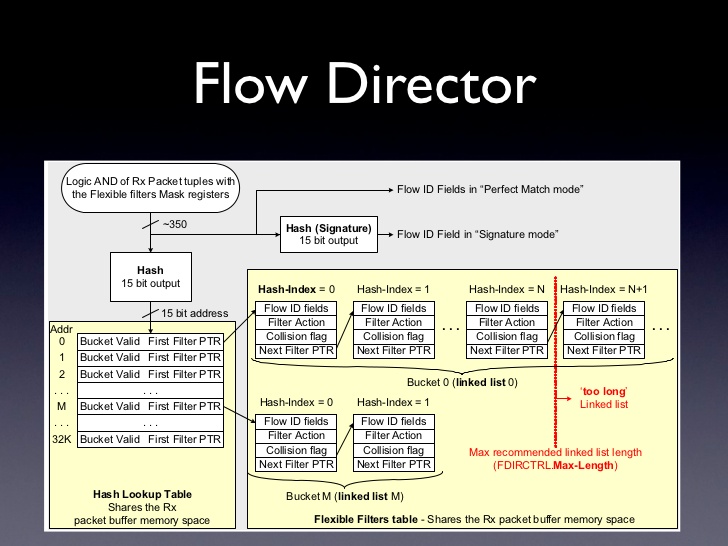 Flow Director
Logic AND of Rx Packet tuples with
the Flexible filters Mask registers
Flow ID Fields in “Perfect Match mode”
~350
Hash (Signature)
15 bit output
Flow ID Field in “Signature mode”
Hash
15 bit output
15 bit address
Hash-Index = 0 Hash-Index = 1 Hash-Index = N Hash-Index = N+1
Flow ID fields Flow ID fields Flow ID fields Flow ID fields
Filter Action Filter Action Filter Action Filter Action
Collision flag Collision flag . . . Collision flag Collision flag . . .
Next Filter PTR Next Filter PTR Next Filter PTR Next Filter PTR
Bucket 0 (linked list 0)
‘too long’
Linked list
Addr
0 Bucket Valid First Filter PTR
1 Bucket Valid First Filter PTR
2 Bucket Valid First Filter PTR
. . . . . .
M Bucket Valid First Filter PTR
. . . . . .
32K Bucket Valid First Filter PTR
Hash-Index = 0 Hash-Index = 1
Flow ID fields Flow ID fields
Filter Action Filter Action
Collision flag Collision flag
Next Filter PTR Next Filter PTR
Max recommended linked list length
(FDIRCTRL.Max-Length)
Bucket M (linked list M)
Hash Lookup Table
Shares the Rx
packet buffer memory space
Flexible Filters table - Shares the Rx packet buffer memory space